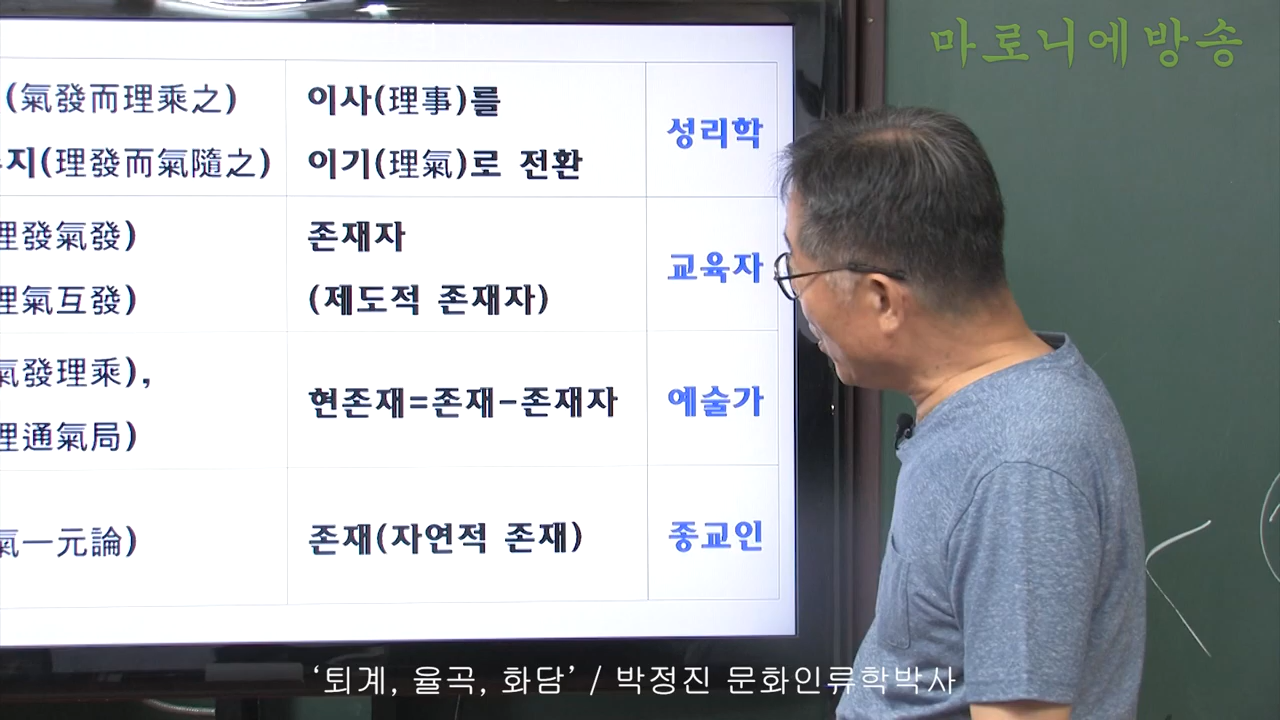 마로니에방송
(氣發而理乘之)
지(理發而氣隨之)
이사(理事)를
이기(理氣)로 전환
성리학
理發氣發)
理氣互發)
존재자
(제도적 존재자)
교육자
氣發理乘),
理通氣局)
현존재=존재-존재자
예술가
氣一元論)
존재(자연적 존재)
종교인
‘퇴계, 율곡, 화담’ / 박정진 문화인류학박사